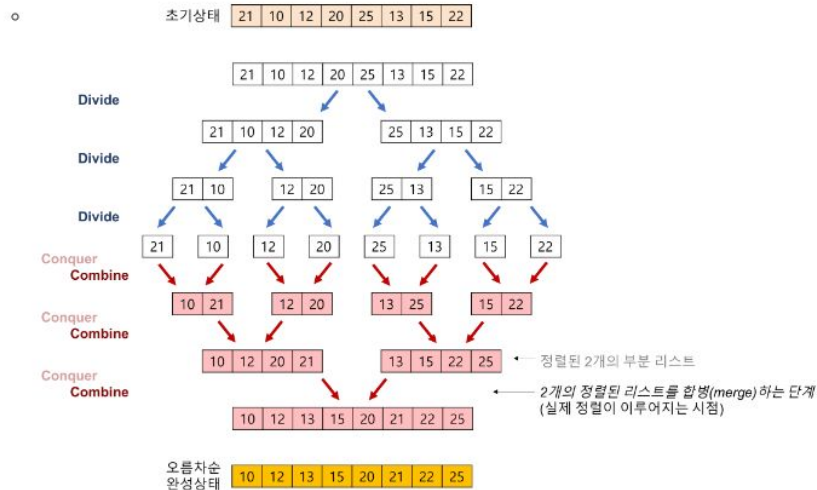 초기상태 21 10 12 20 25 13 15 22
21 10 12 20 25 13 15 22
Divide
21 10 12 20 25 13 15 22
Divide
21 10 12 20 25 13 15 22
Divide
21 10 12 20 25 13 15 22
Conquer
Combine
10 21 12 20 13 25 15 22
Conquer
Combine
10 12 20 21 13 15 22 25 정렬된 2개의 부분 리스트
Conquer
Combine 2개의 정렬된 리스트를 합병(merge)하는 단계
(실제 정렬이 이루어지는 시점)
10 12 13 15 20 21 22 25
오름차순
완성상태 10 12 13 15 20 21 22 25